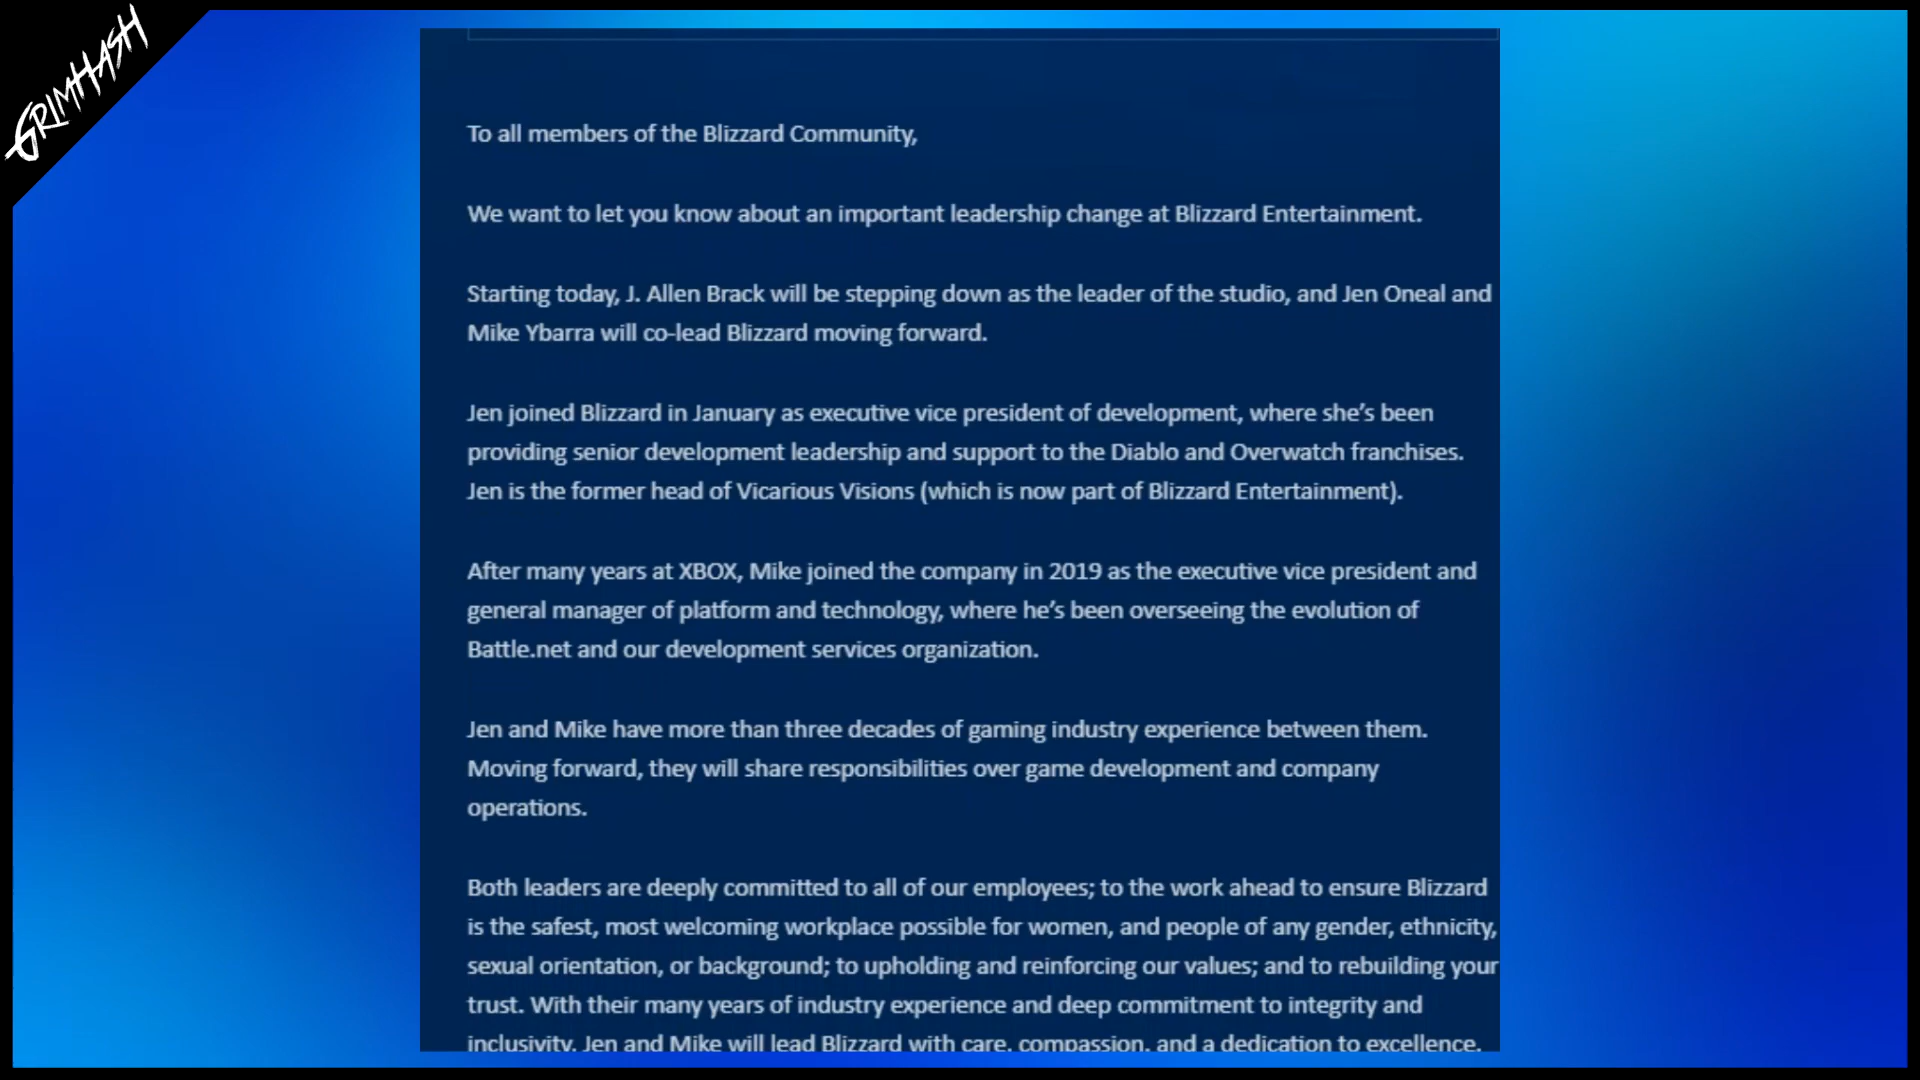 GRIMHASH
To all members of the Blizzard Community,
We want to let you know about an important leadership change at Blizzard Entertainment.
Starting today, J. Allen Brack will be stepping down as the leader of the studio, and Jen Oneal and
Mike Ybarra will co-lead Blizzard moving forward.
Jen joined Blizzard in January as executive vice president of development, where she’s been
providing senior development leadership and support to the Diablo and Overwatch franchises.
Jen is the former head of Vicarious Visions (which is now part of Blizzard Entertainment).
After many years at XBOX, Mike joined the company in 2019 as the executive vice president and
general manager of platform and technology, where he’s been overseeing the evolution of
Battle.net and our development services organization.
Jen and Mike have more than three decades of gaming industry experience between them.
Moving forward, they will share responsibilities over game development and company
operations.
Both leaders are deeply committed to all of our employees; to the work ahead to ensure Blizzard
is the safest, most welcoming workplace possible for women, and people of any gender, ethnicity,
sexual orientation, or background; to upholding and reinforcing our values; and to rebuilding your
trust. With their many years of industry experience and deep commitment to integrity and
inclusivity, Jen and Mike will lead Blizzard with care, compassion, and a dedication to excellence.